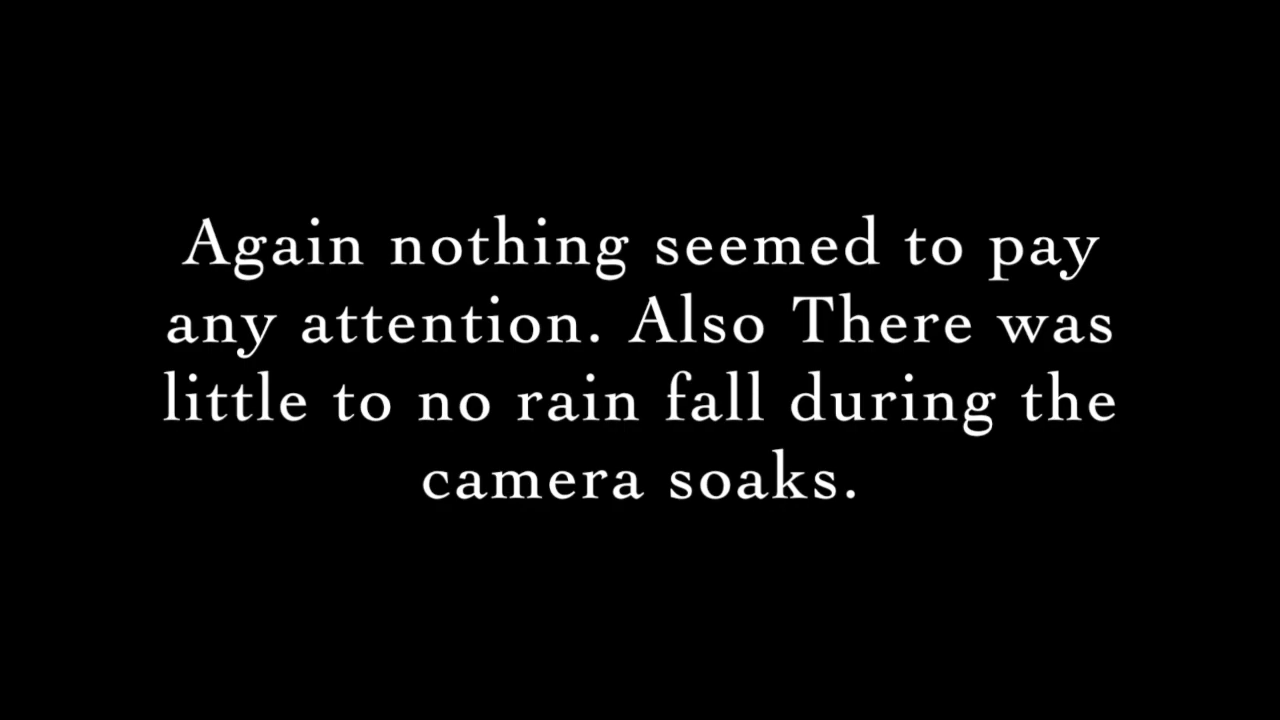 Again nothing seemed to pay
any attention. Also There was
little to no rain fall during the
camera soaks.